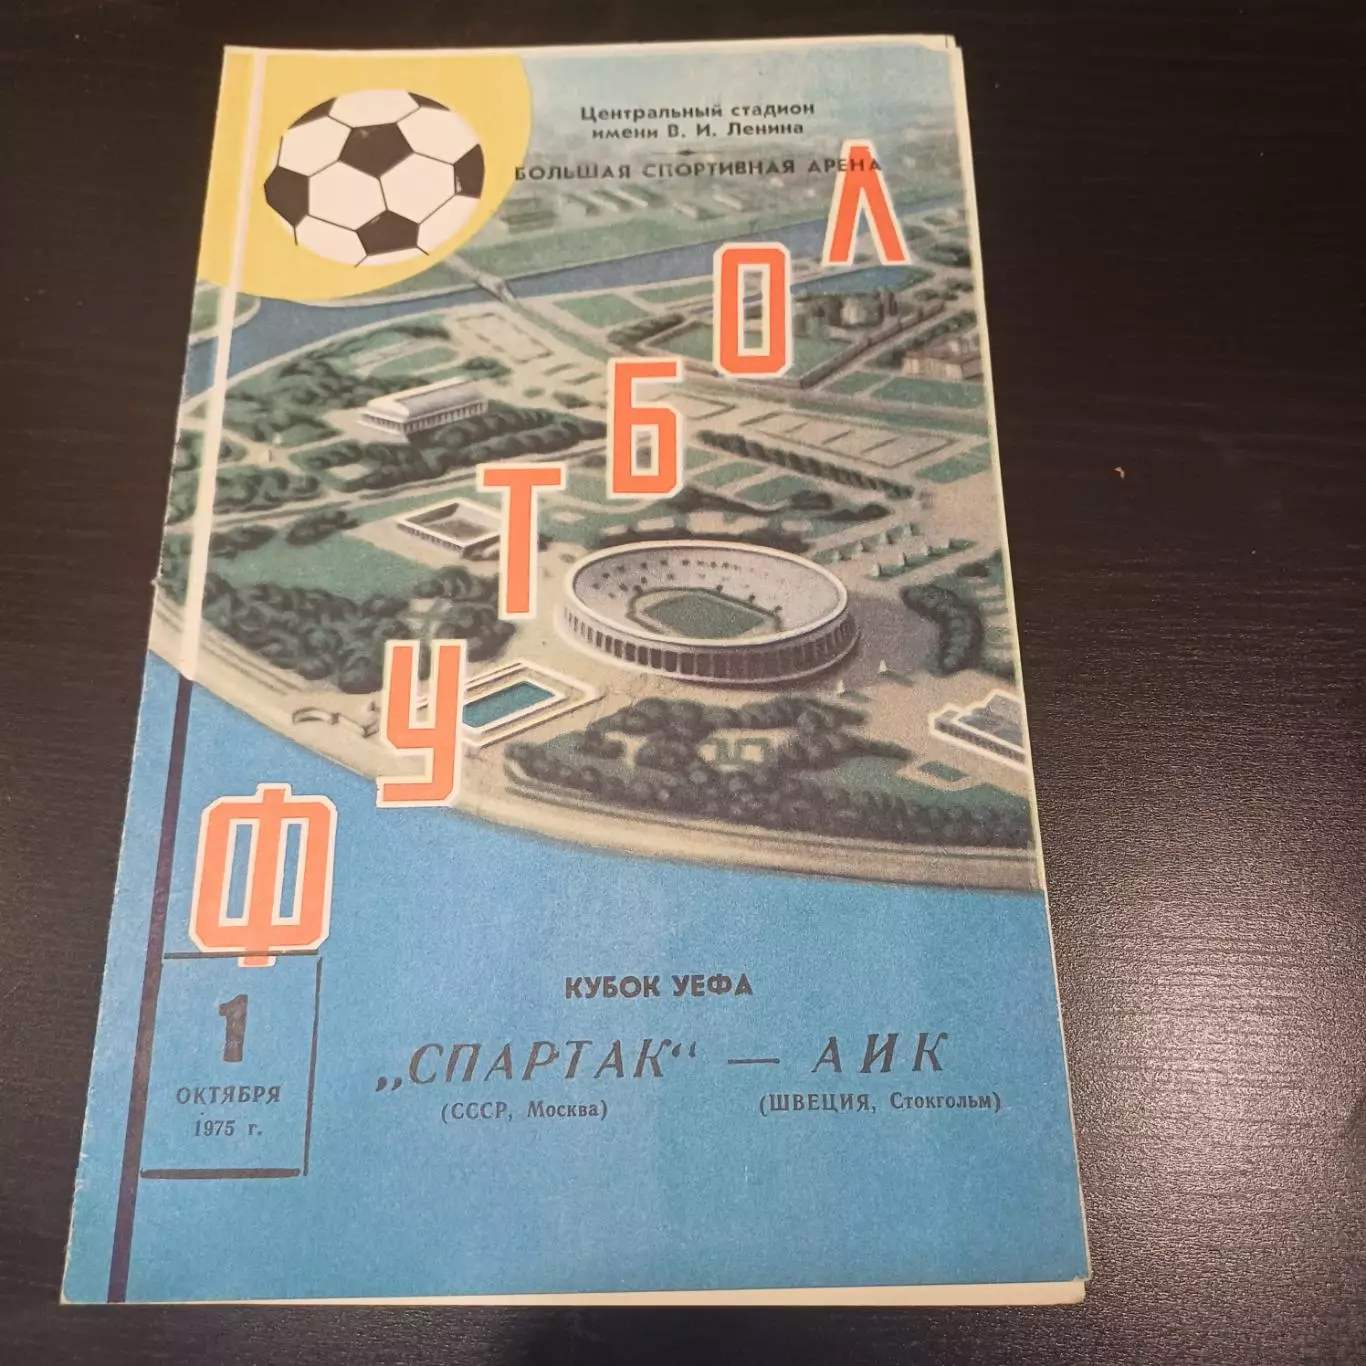 Центральный стадион
имени В. И. Ленина
БОЛЬШАЯ СПОРТИВНАЯ АРЕНА
ФУТБОЛ
1
ОКТЯБРЯ
1975 г.
КУБОК УЕФА
„СПАРТАК“ — АИК
(СССР, Москва) (ШВЕЦИЯ, Стокгольм)